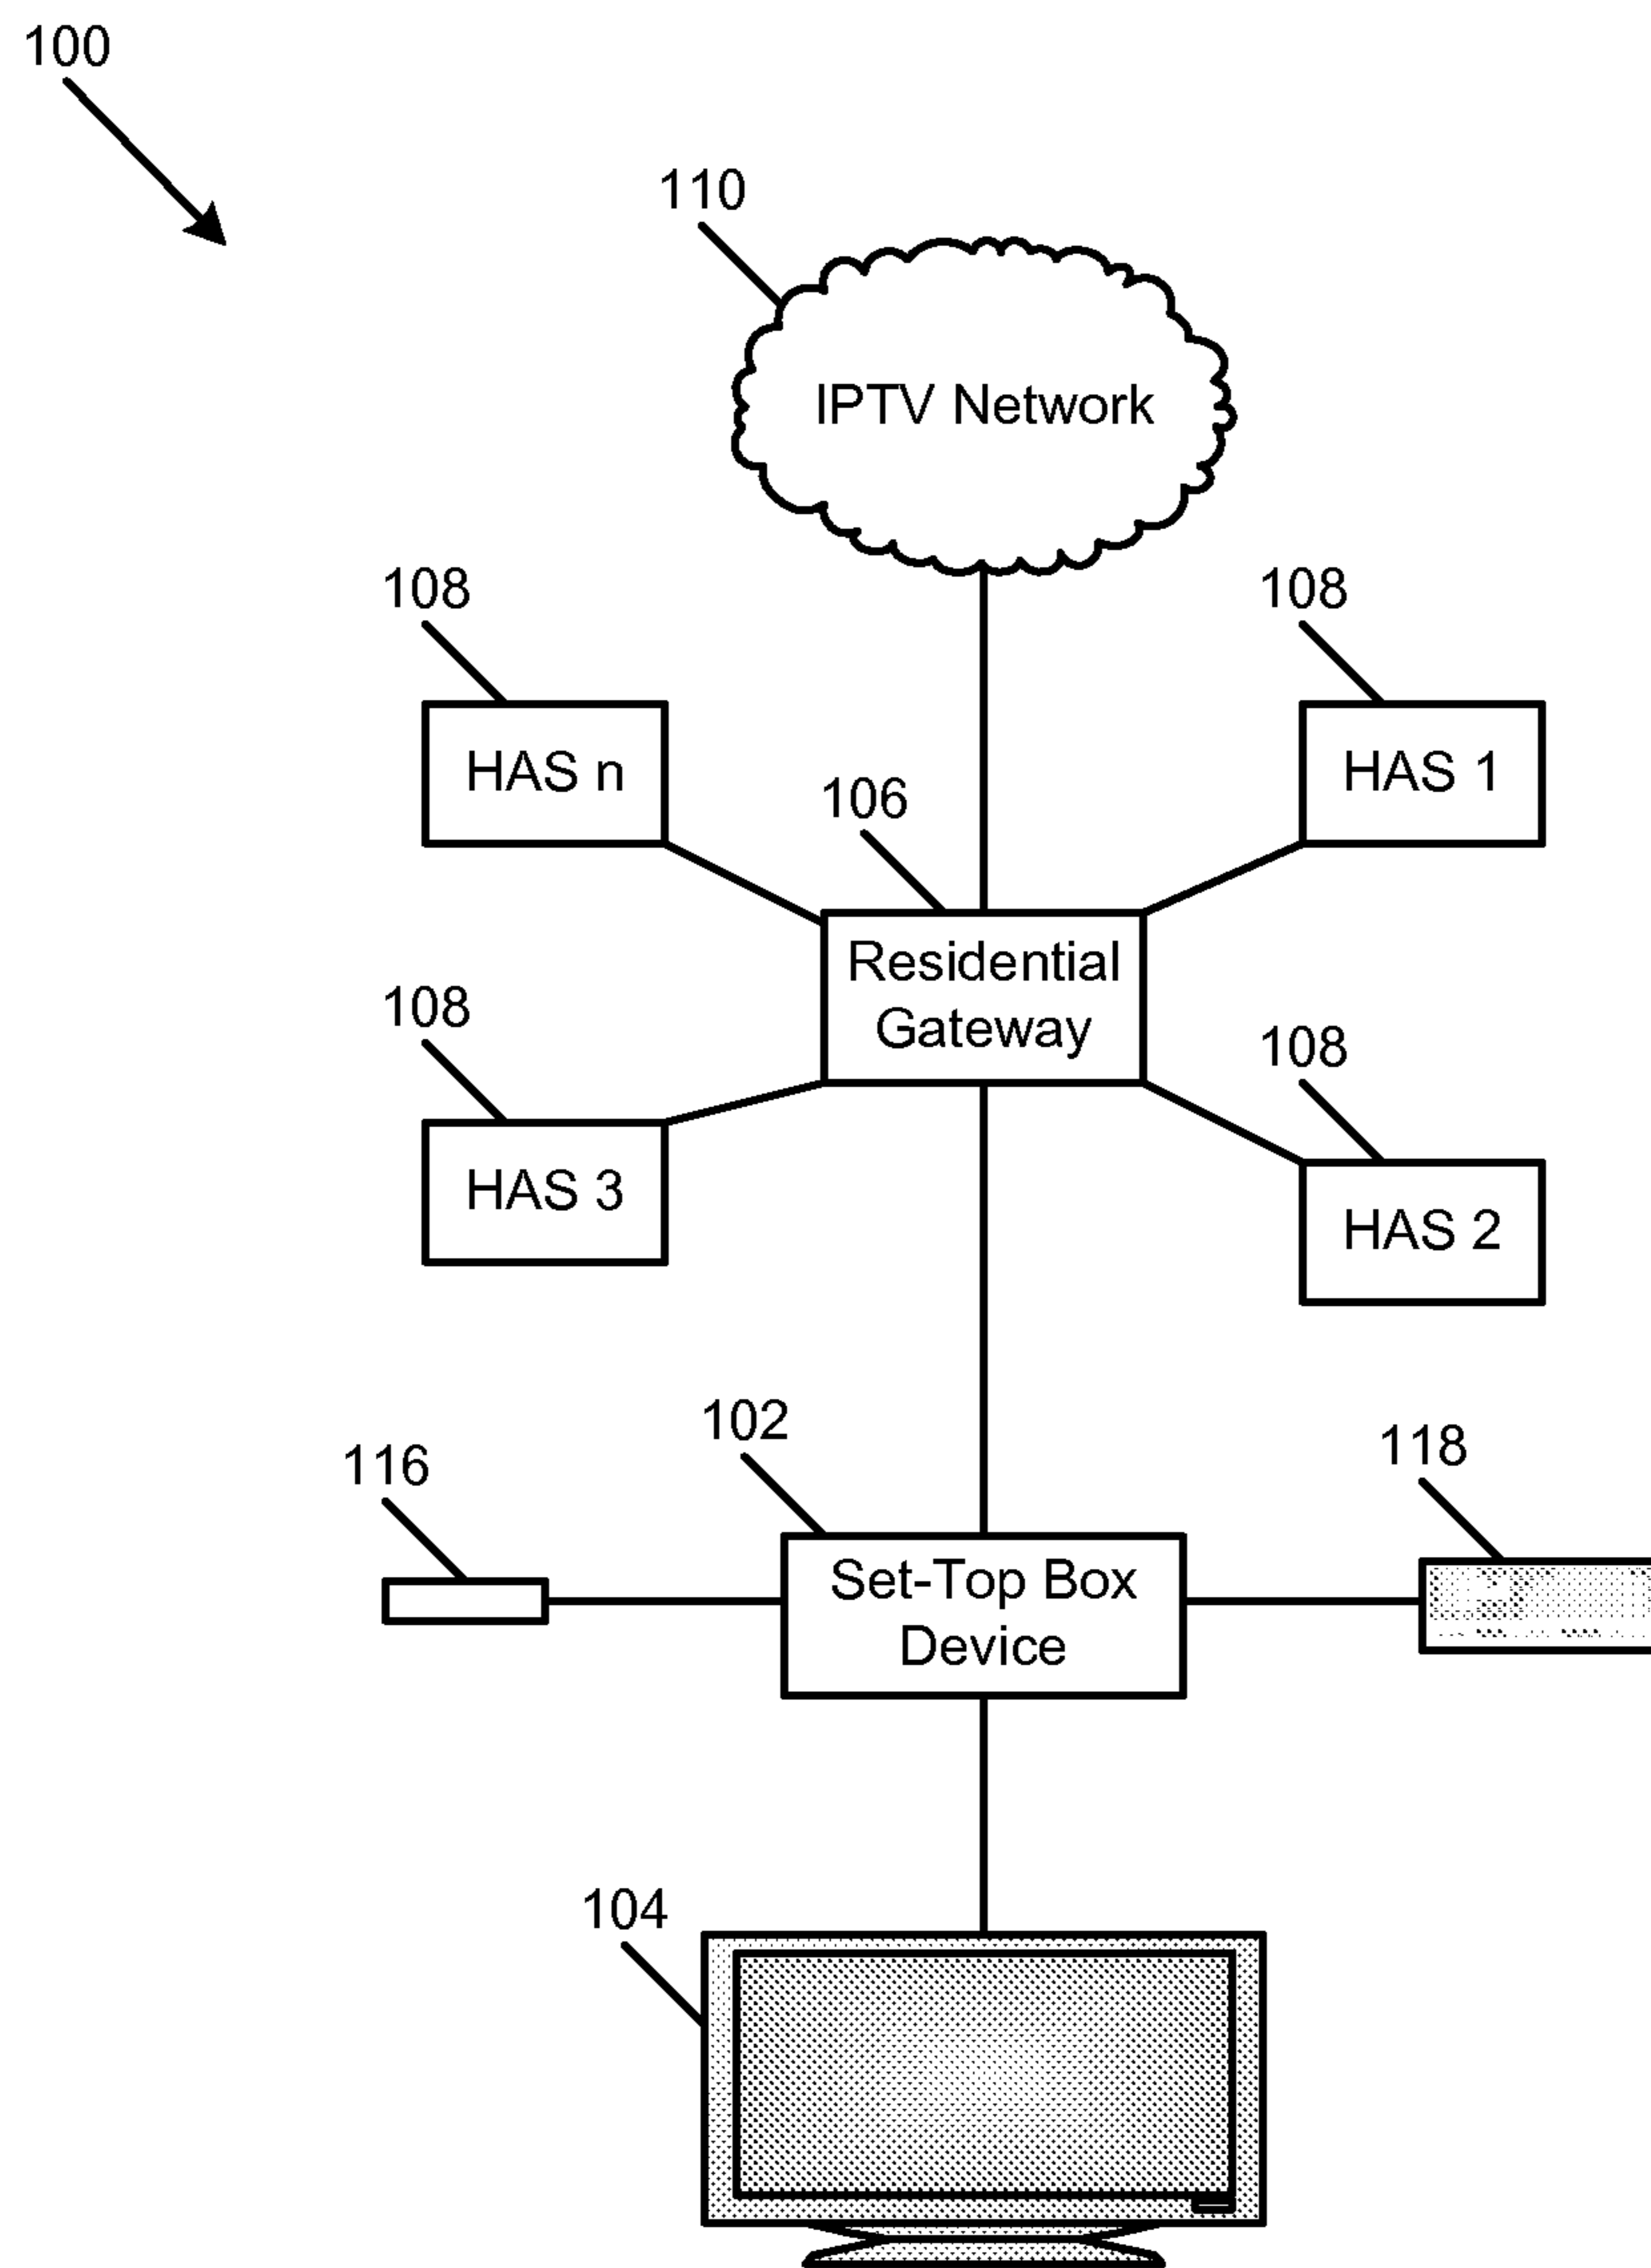 100
110
IPTV Network
108
108
HAS n
HAS 1
106
Residential
Gateway
108
108
HAS 3
HAS 2
102
116
118
Set-Top Box
Device
104